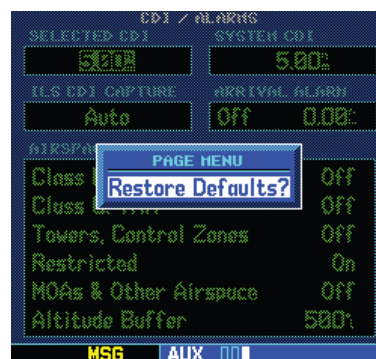 CDI / ALARMS
SELECTED CDI SYSTEM CDI
5.00 5.00
ILS CDI CAPTURE ARRIVAL ALARM
Auto Off 0.00
PAGE MENU
Class Off
Restore Defaults?
Class
Towers, Control Zones Off
Restricted On
MOAs & Other Airspace Off
Altitude Buffer 500
MSG AUX